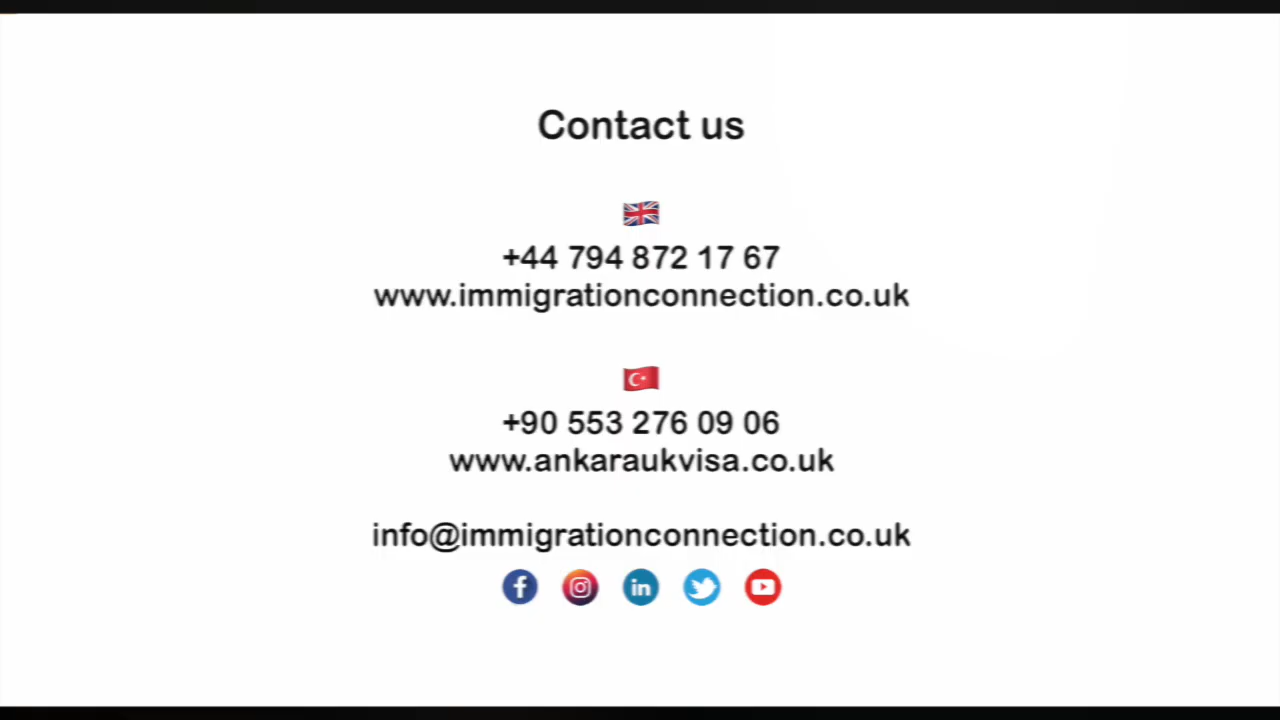 Contact us
+44 794 872 17 67
www.immigrationconnection.co.uk
+90 553 276 09 06
www.ankaraukvisa.co.uk
info@immigrationconnection.co.uk